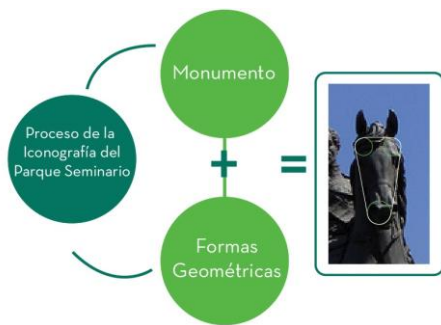 Monumento
Proceso de la
Iconografía del
Parque Seminario
+
=
Formas
Geométricas